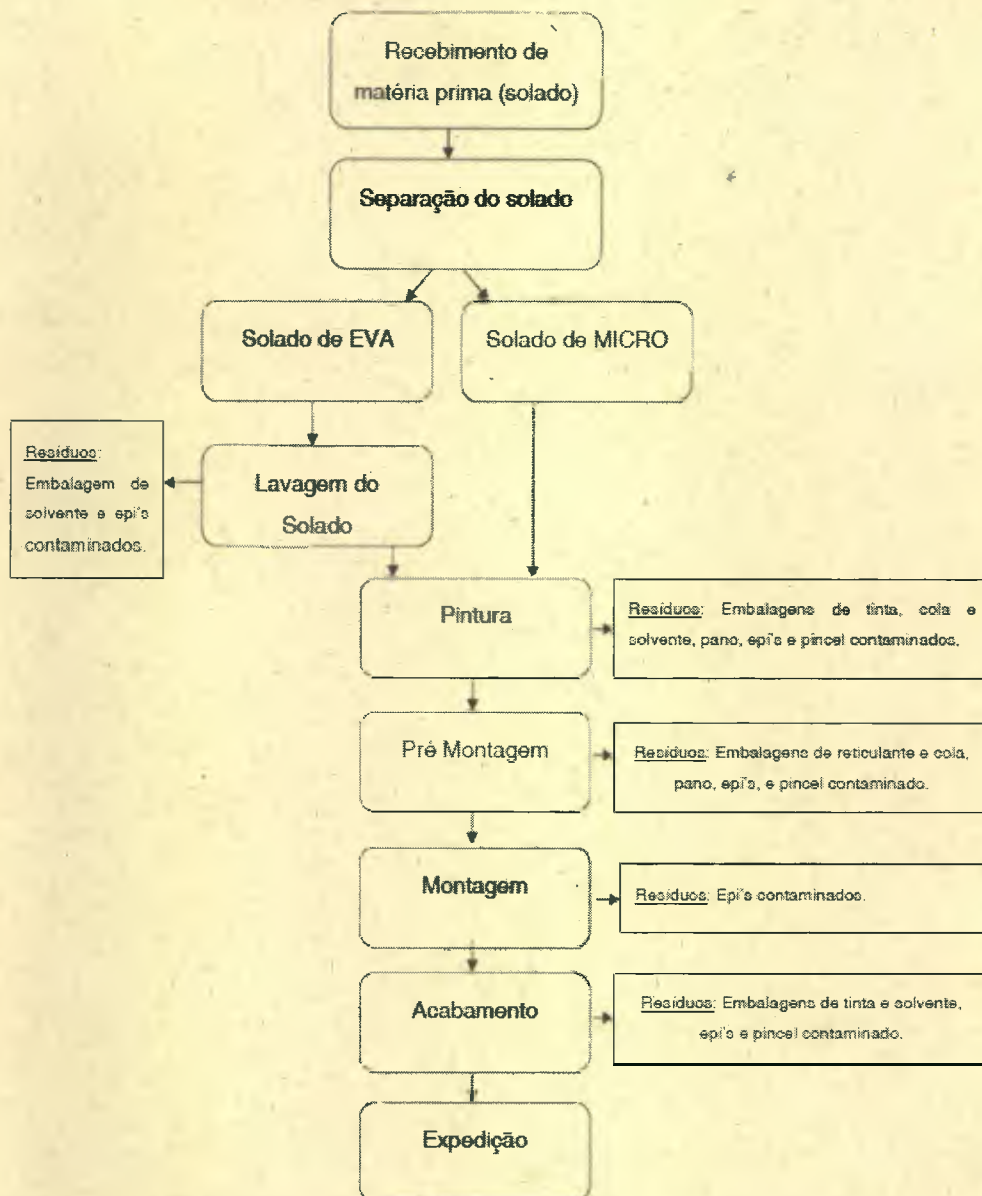 Recebimento de
matéria prima (solado)
Separação do solado
Solado de EVA
Solado de MICRO
Resíduos:
Embalagem de
solvente e epi's
contaminados.
Lavagem do
Solado
Pintura
Resíduos: Embalagens de tinta, cola e
solvente, pano, epi's e pincel contaminados.
Pré Montagem
Resíduos: Embalagens de reticulante e cola,
pano, epi's, e pincel contaminado.
Montagem
Resíduos: Epi's contaminados.
Acabamento
Resíduos: Embalagens de tinta e solvente,
epi's e pincel contaminado.
Expedição